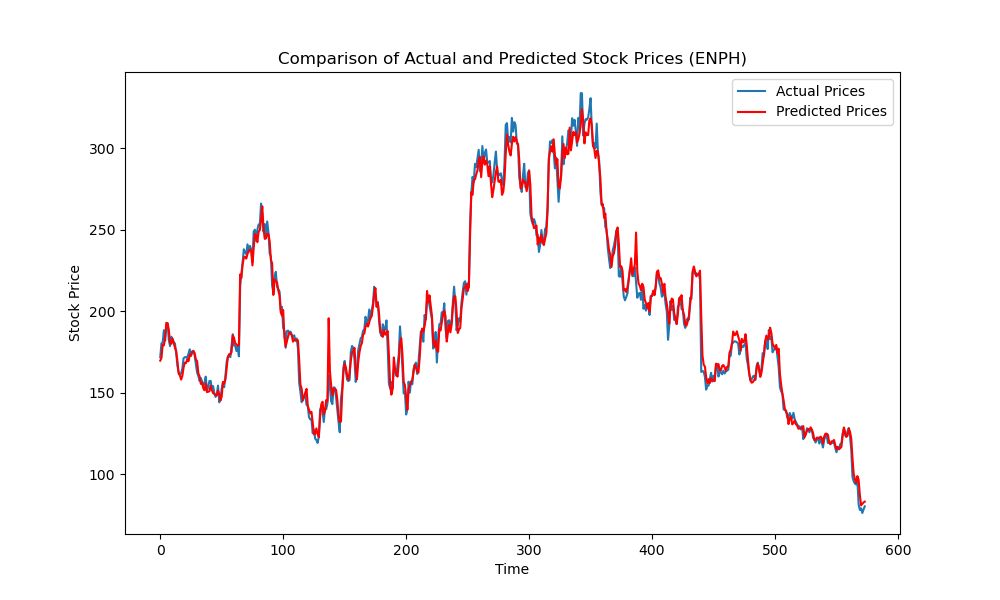 Comparison of Actual and Predicted Stock Prices (ENPH)
Actual Prices
Predicted Prices
300
250
200
150
100
Stock Price
0 100 200 300 400 500 600
Time